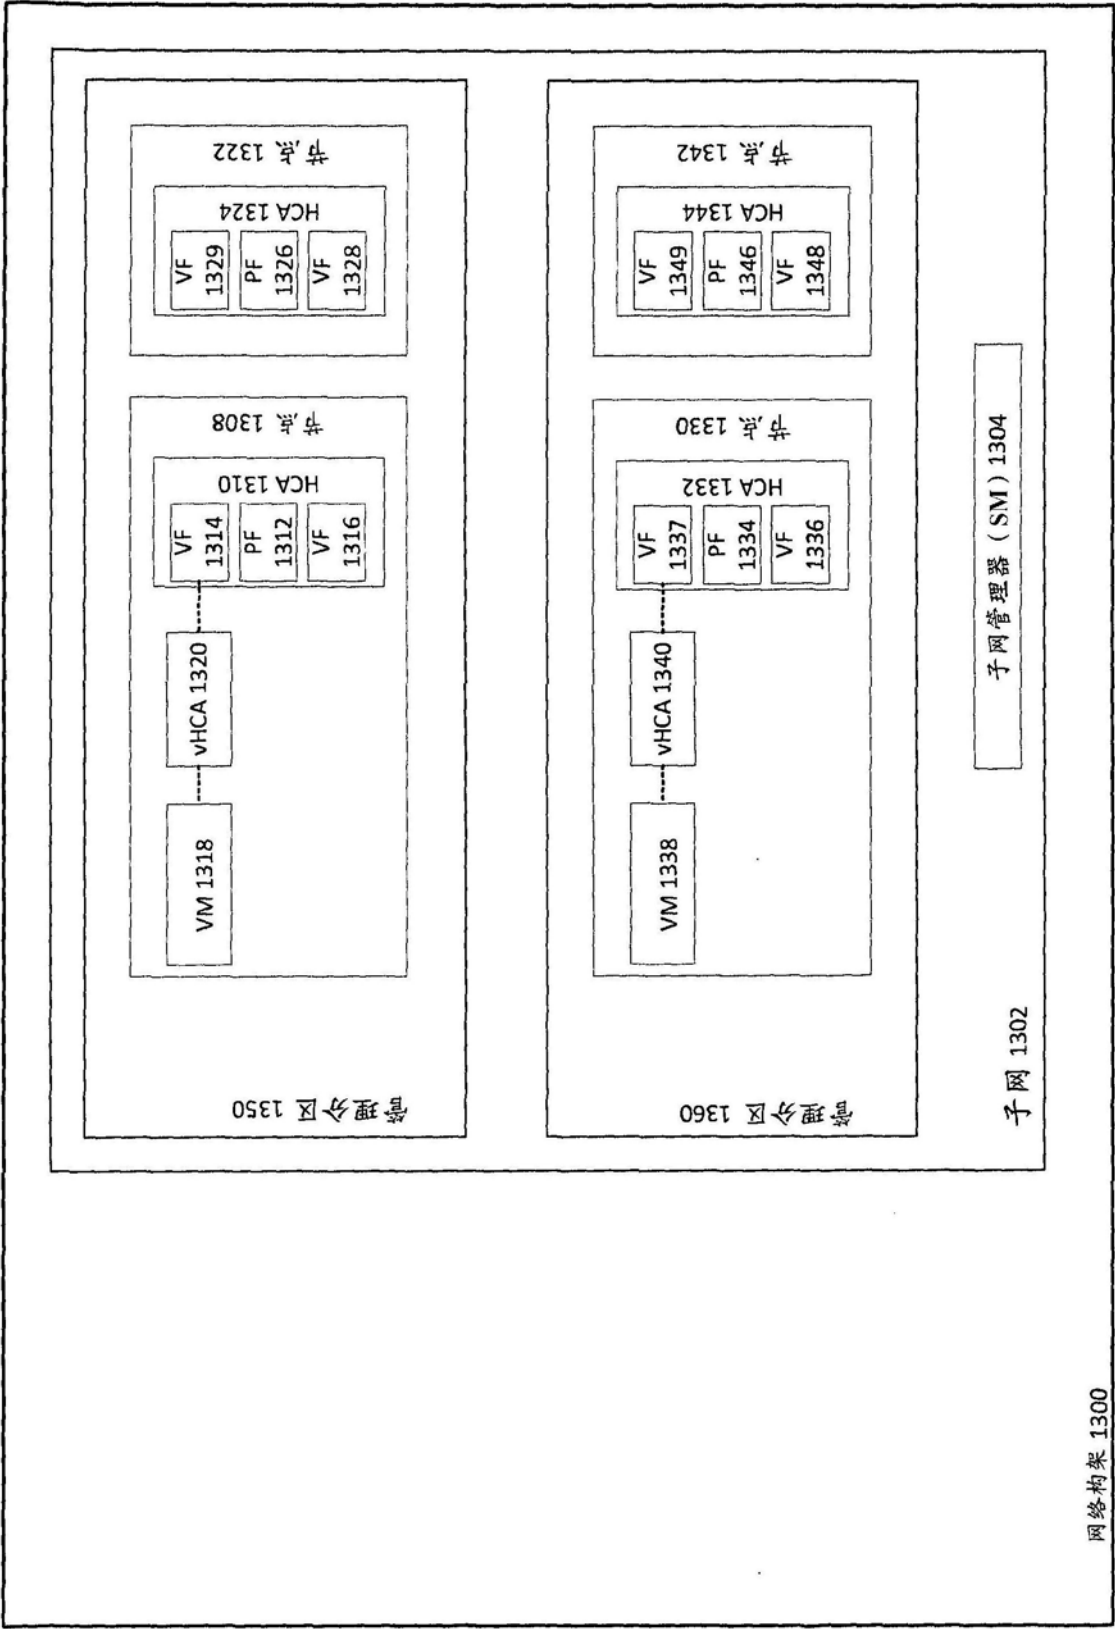 节点 1322
HCA 1324
VF
1329
PF
1326
VF
1328
节点 1308
HCA 1310
VF
1314
PF
1312
VF
1316
vHCA 1320
VM 1318
管理分区 1350
节点 1342
HCA 1344
VF
1349
PF
1346
VF
1348
节点 1330
HCA 1332
VF
1337
PF
1334
VF
1336
vHCA 1340
VM 1338
管理分区 1360
子网管理器（SM）1304
子网 1302
网络构架 1300